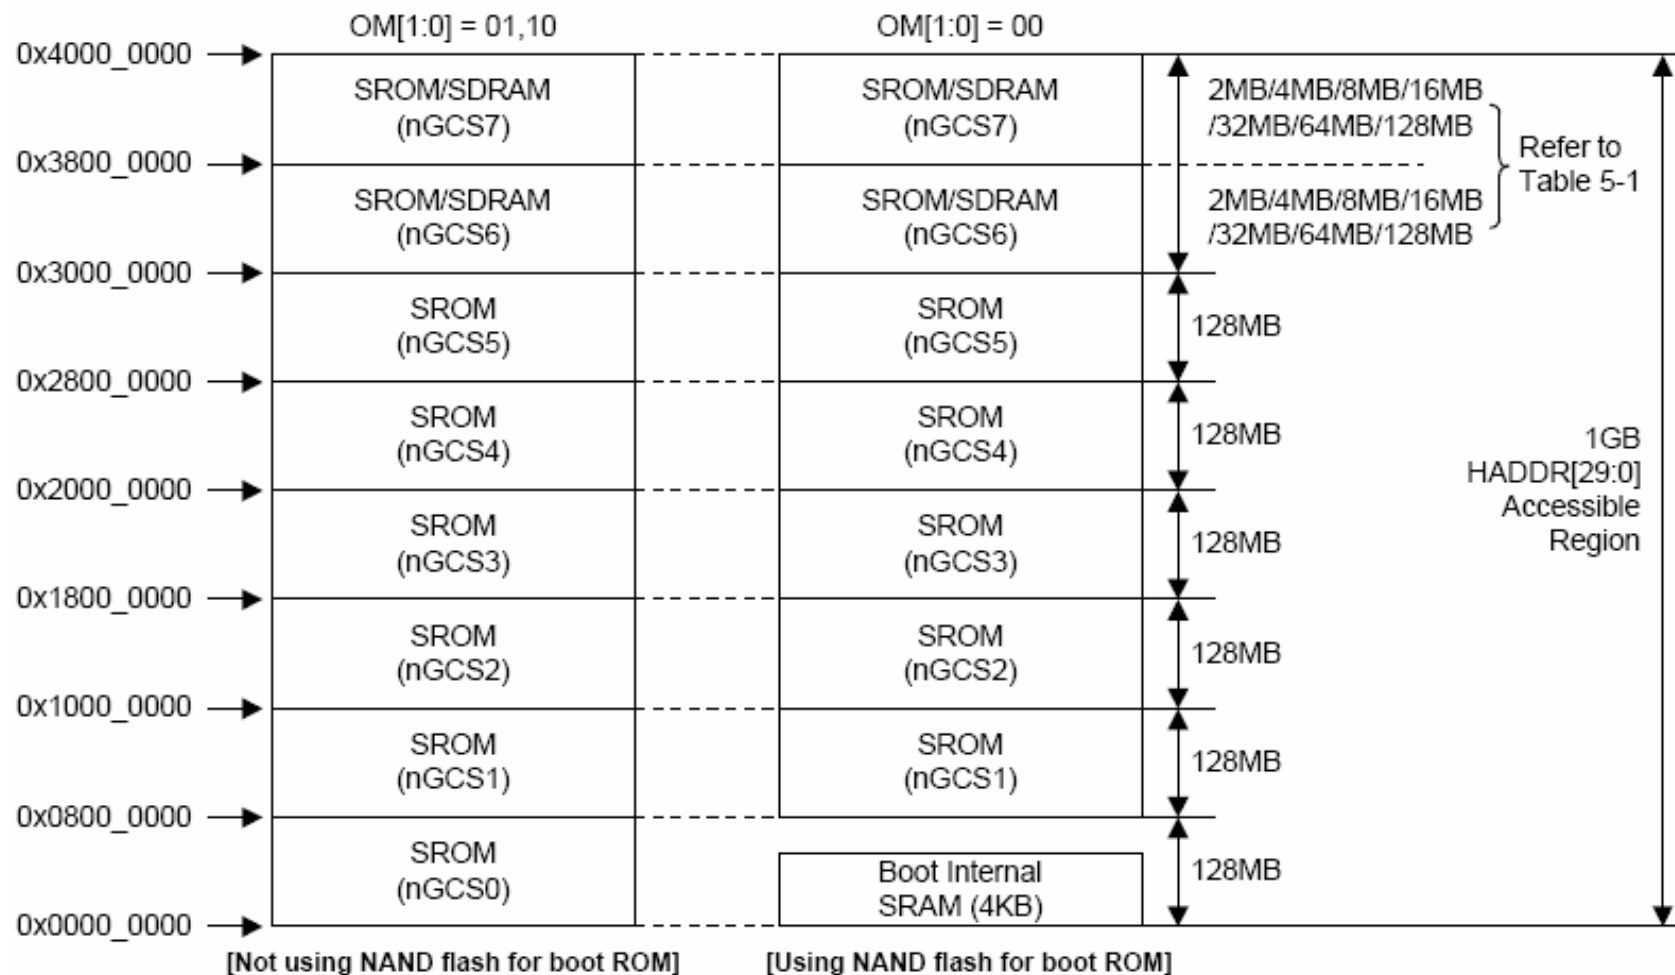 OM[1:0] = 01,10 OM[1:0] = 00
0x4000_0000
SROM/SDRAM SROM/SDRAM 2MB/4MB/8MB/16MB
(nGCS7) (nGCS7) /32MB/64MB/128MB
Refer to
0x3800_0000
Table 5-1
SROM/SDRAM SROM/SDRAM 2MB/4MB/8MB/16MB
(nGCS6) (nGCS6) /32MB/64MB/128MB
0x3000_0000
SROM SROM
(nGCS5) (nGCS5) 128MB
0x2800_0000
SROM SROM
(nGCS4) (nGCS4) 128MB
1GB
HADDR[29:0]
Accessible
Region
0x2000_0000
SROM SROM
(nGCS3) (nGCS3) 128MB
0x1800_0000
SROM SROM
(nGCS2) (nGCS2) 128MB
0x1000_0000
SROM SROM
(nGCS1) (nGCS1) 128MB
0x0800_0000
SROM Boot Internal
(nGCS0) SRAM (4KB) 128MB
0x0000_0000
[Not using NAND flash for boot ROM] [Using NAND flash for boot ROM]